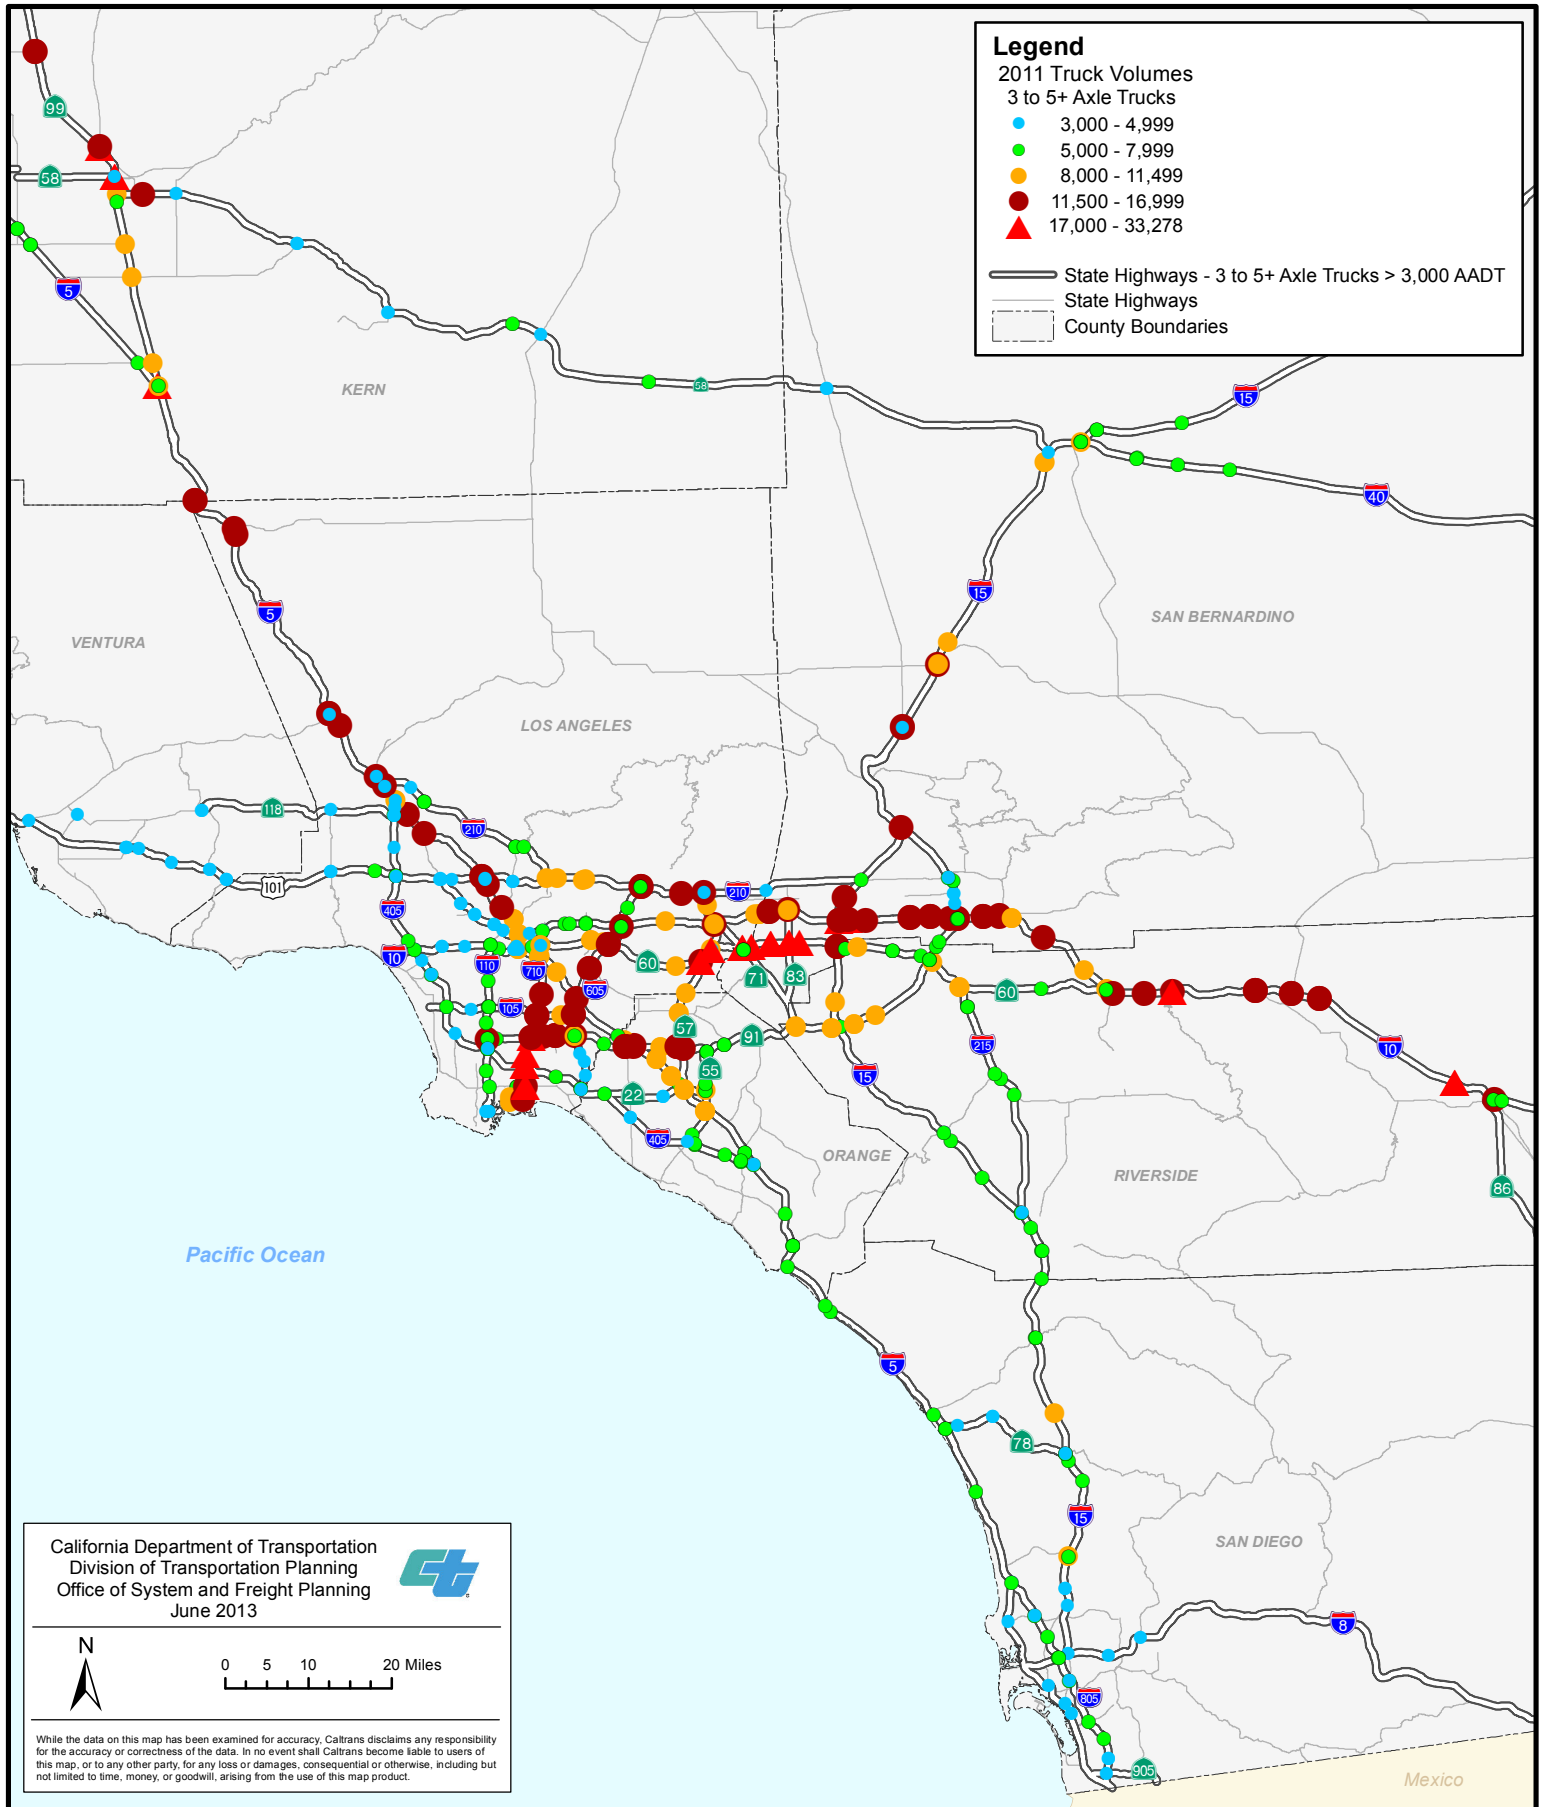 Legend
2011 Truck Volumes
3 to 5+ Axle Trucks
3,000 - 4,999
5,000 - 7,999
8,000 - 11,499
11,500 - 16,999
17,000 - 33,278
State Highways - 3 to 5+ Axle Trucks > 3,000 AADT
State Highways
County Boundaries
99
58
5
KERN
58
15
40
5
15
SAN BERNARDINO
VENTURA
LOS ANGELES
118
210
101
210
405
10
110
710
60
71
83
605
105
60
57
91
215
10
55
15
22
405
ORANGE
RIVERSIDE
86
Pacific Ocean
5
78
15
SAN DIEGO
8
805
905
Mexico
California Department of Transportation
Division of Transportation Planning
Office of System and Freight Planning
June 2013
N
0 5 10 20 Miles
While the data on this map has been examined for accuracy, Caltrans disclaims any responsibility
for the accuracy or correctness of the data. In no event shall Caltrans become liable to users of
this map, or to any other party, for any loss or damages, consequential or otherwise, including but
not limited to time, money, or goodwill, arising from the use of this map product.